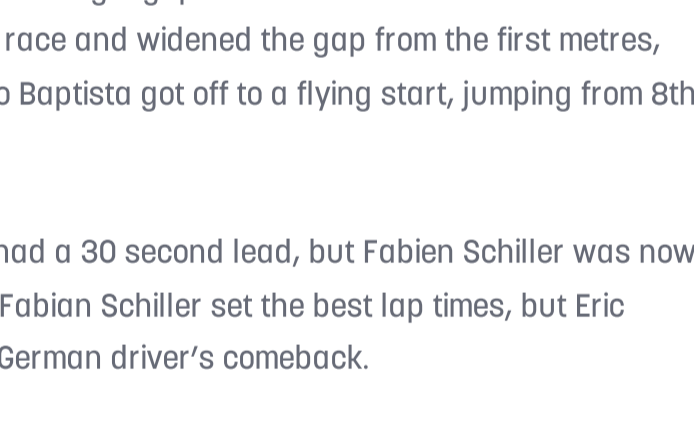 race and widened the gap from the first metres,
Baptista got off to a flying start, jumping from 8th
had a 30 second lead, but Fabien Schiller was now
Fabian Schiller set the best lap times, but Eric
German driver’s comeback.